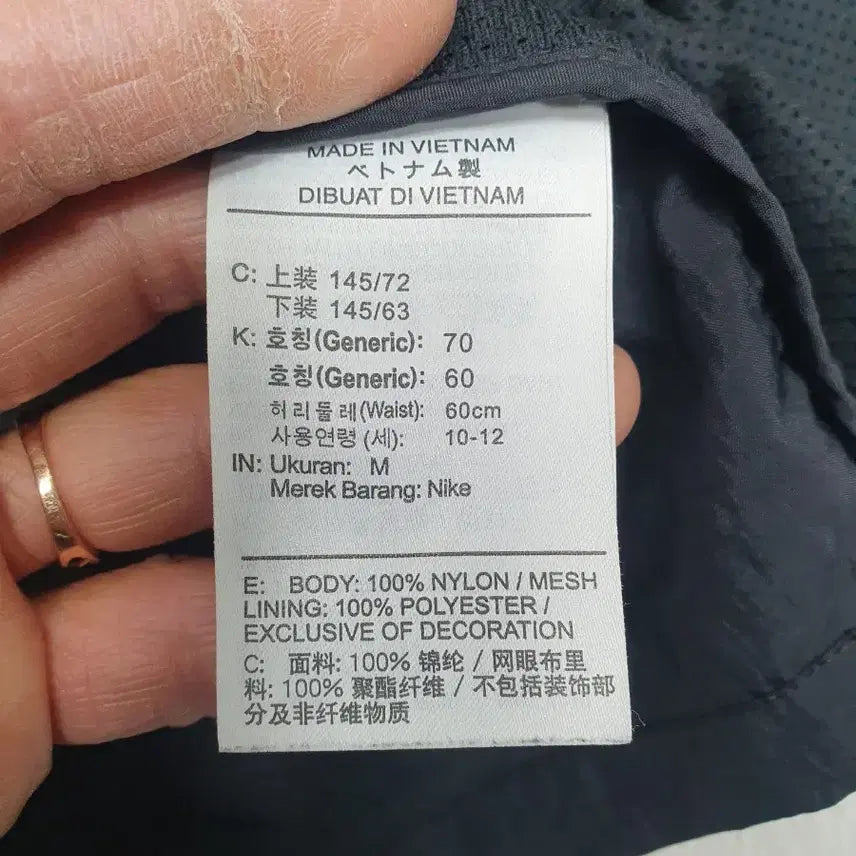 MADE IN VIETNAM
ベトナム製
DIBUAT DI VIETNAM
C: 上装 145/72
下装 145/63
K: 호칭(Generic): 70
호칭(Generic): 60
허리둘레(Waist): 60cm
사용연령 (세): 10-12
IN: Ukuran: M
Merek Barang: Nike
E: BODY: 100% NYLON / MESH
LINING: 100% POLYESTER /
EXCLUSIVE OF DECORATION
C: 面料: 100% 锦纶 / 网眼布里
料: 100% 聚酯纤维 / 不包括装饰部
分及非纤维物质